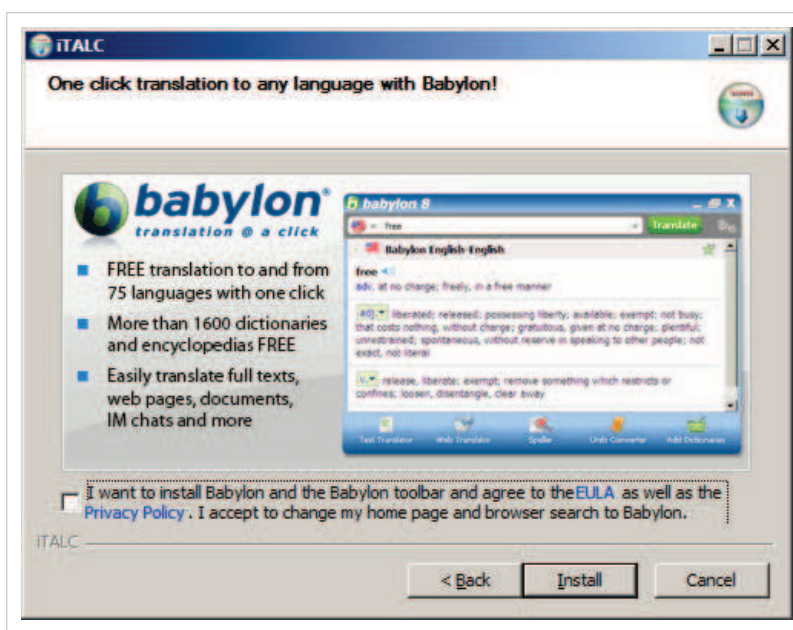 iTALC
One click translation to any language with Babylon!
babylon®
translation @ a click
FREE translation to and from
75 languages with one click
More than 1600 dictionaries
and encyclopedias FREE
Easily translate full texts,
web pages, documents,
IM chats and more
babylon 8
free
Translate
Babylon English-English
free
adv. at no charge; freely, in a free manner
adj. liberated; released; possessing liberty; available; exempt; not busy;
that costs nothing, without charge; gratuitous, given at no charge; plentiful;
unrestrained; spontaneous, without reserve in speaking to other people; not
exact, not literal
v. release, liberate; exempt; remove something which restricts or
confines; loosen, disentangle, clear away
Text Translator Web Translator Speller Units Converter Add Dictionaries
I want to install Babylon and the Babylon toolbar and agree to the EULA as well as the
Privacy Policy . I accept to change my home page and browser search to Babylon.
iTALC
< Back Install Cancel